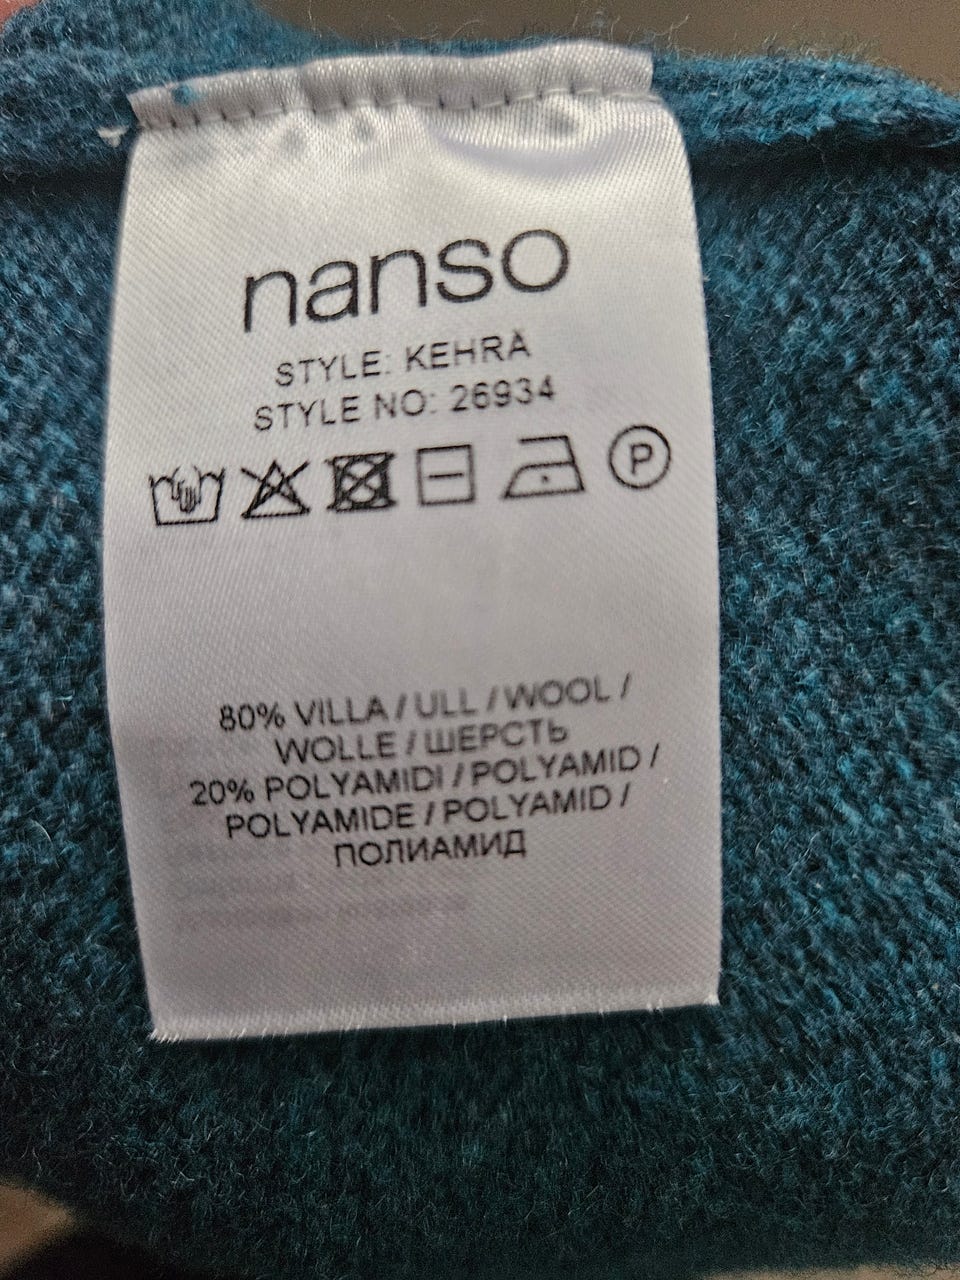 nanso
STYLE: KEHRÄ
STYLE NO: 26934
P
80% VILLA / ULL / WOOL /
WOLLE / ШЕРСТЬ
20% POLYAMIDI / POLYAMID /
POLYAMIDE / POLYAMID /
ПОЛИАМИД